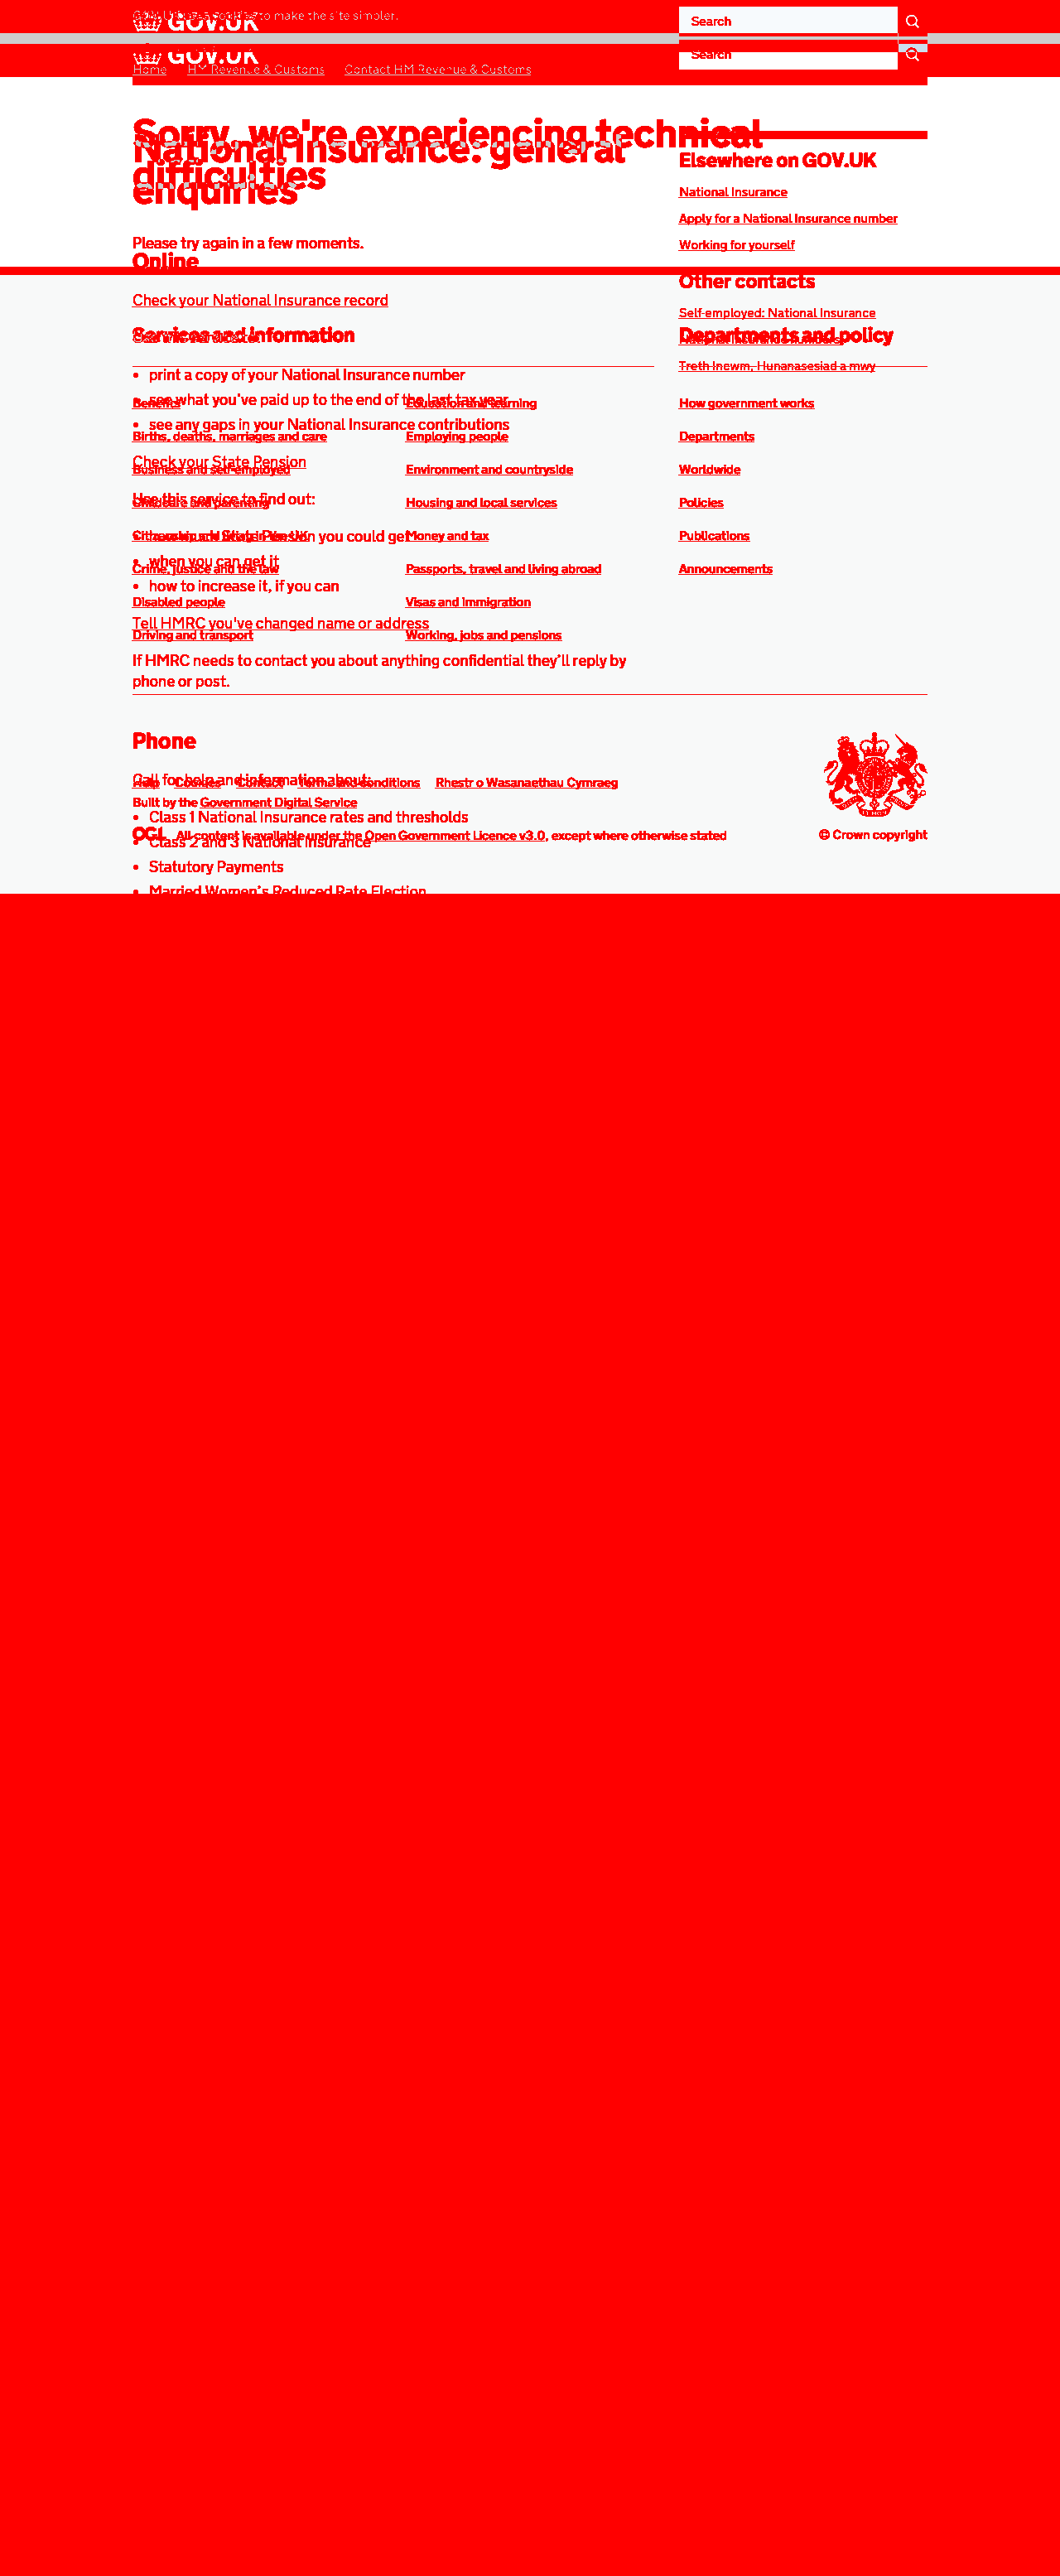 GOV.UK uses cookies to make the site simpler.
GOV.UK
Search
GOV.UK
Search
Home HM Revenue & Customs Contact HM Revenue & Customs
Sorry, we're experiencing technical
National Insurance: general
difficulties
enquiries
Elsewhere on GOV.UK
National Insurance
Apply for a National Insurance number
Working for yourself
Please try again in a few moments.
Online
Other contacts
Check your National Insurance record
Self-employed: National Insurance
Services and information
Departments and policy
National Insurance numbers
Treth Incwm, Hunanasesiad a mwy
print a copy of your National Insurance number
see what you've paid up to the end of the last tax year
Benefits
Education and learning
How government works
see any gaps in your National Insurance contributions
Births, deaths, marriages and care
Employing people
Departments
Check your State Pension
Business and self-employed
Environment and countryside
Worldwide
Use this service to find out:
Childcare and parenting
Housing and local services
Policies
how much State Pension you could get
Citizenship and living in the UK
Money and tax
Publications
when you can get it
Crime, justice and the law
Passports, travel and living abroad
Announcements
how to increase it, if you can
Disabled people
Visas and immigration
Tell HMRC you've changed name or address
Driving and transport
Working, jobs and pensions
If HMRC needs to contact you about anything confidential they’ll reply by
phone or post.
Phone
Call for help and information about:
Help Cookies Contact Terms and conditions Rhestr o Wasanaethau Cymraeg
Built by the Government Digital Service
Class 1 National Insurance rates and thresholds
OGL All content is available under the Open Government Licence v3.0, except where otherwise stated
© Crown copyright
Class 2 and 3 National Insurance
Statutory Payments
Married Women’s Reduced Rate Election